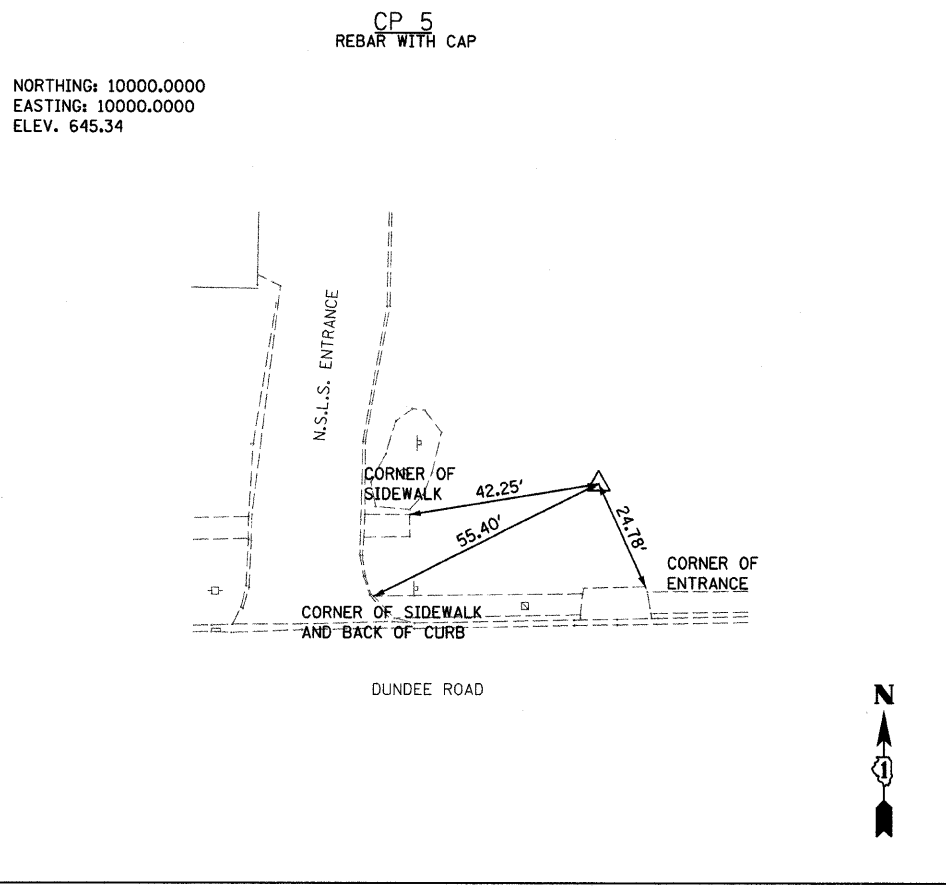 CP 5
REBAR WITH CAP
NORTHING: 10000.0000
EASTING: 10000.0000
ELEV. 645.34
N.S.L.S. ENTRANCE
CORNER OF
SIDEWALK
42.25'
55.40'
24.78'
CORNER OF
ENTRANCE
CORNER OF SIDEWALK
AND BACK OF CURB
DUNDEE ROAD
N
1